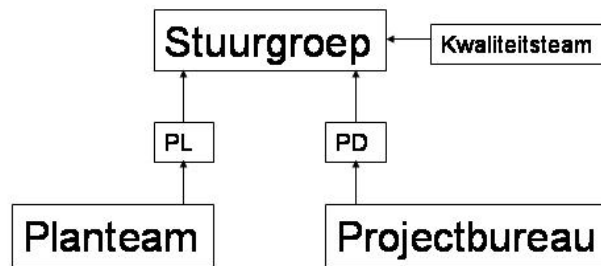 Stuurgroep
Kwaliteitsteam
PL
PD
Planteam
Projectbureau